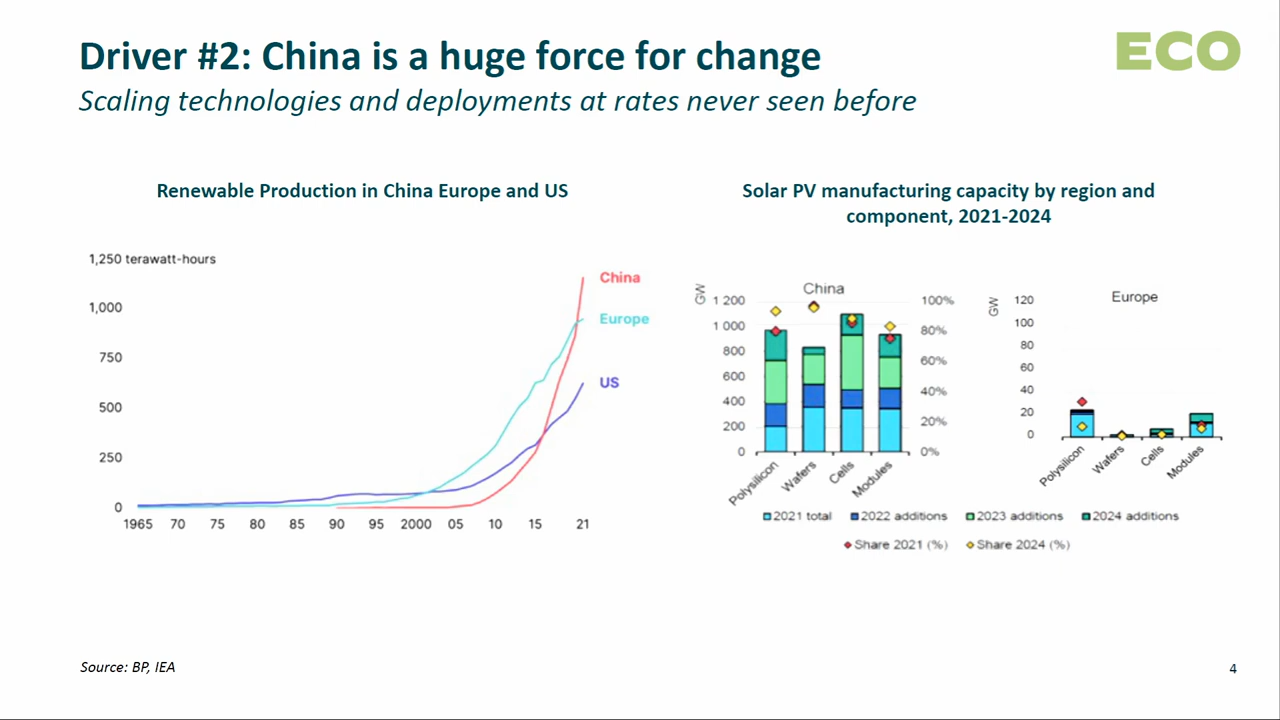 Driver #2: China is a huge force for change
ECO
Scaling technologies and deployments at rates never seen before
Renewable Production in China Europe and US
1,250 terawatt-hours
1,000
750
500
250
0
1965 70 75 80 85 90 95 2000 05 10 15 21
China
Europe
US
Solar PV manufacturing capacity by region and
component, 2021-2024
China
GW
1 200
1 000
800
600
400
200
0
100%
80%
60%
40%
20%
0%
Polysilicon
Wafers
Cells
Modules
Europe
GW
120
100
80
60
40
20
0
Polysilicon
Wafers
Cells
Modules
2021 total 2022 additions 2023 additions 2024 additions
Share 2021 (%) Share 2024 (%)
Source: BP, IEA
4